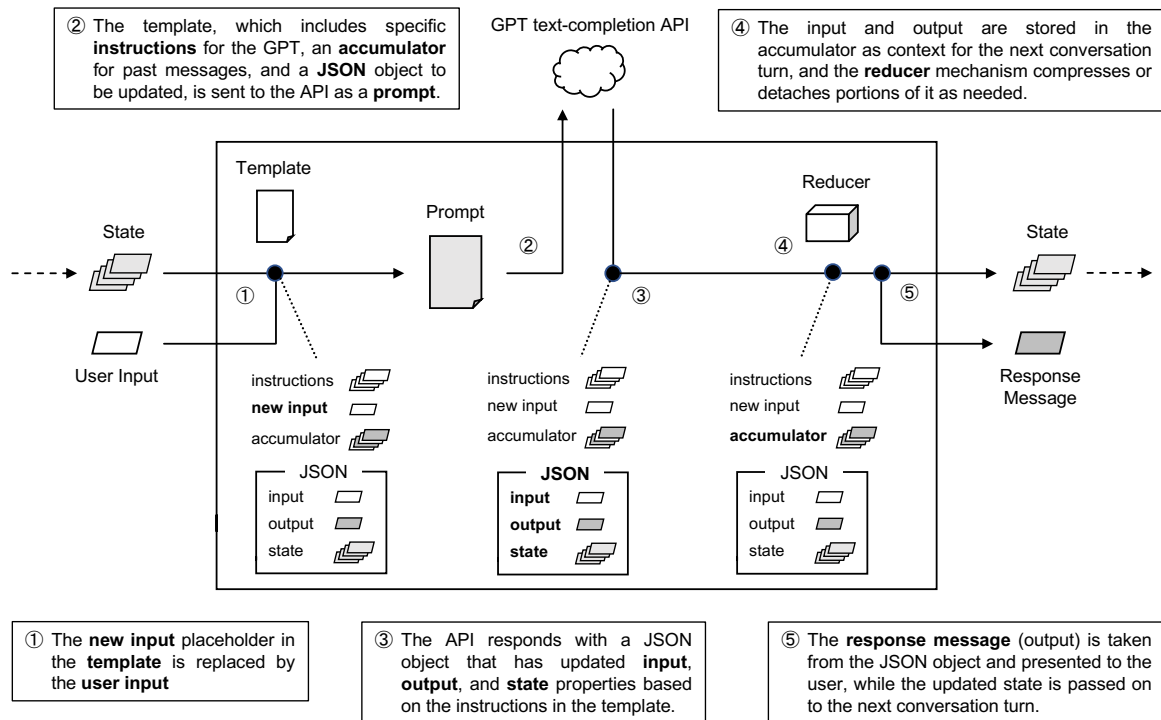 ② The template, which includes specific
instructions for the GPT, an accumulator
for past messages, and a JSON object to
be updated, is sent to the API as a prompt.
GPT text-completion API
④ The input and output are stored in the
accumulator as context for the next conversation
turn, and the reducer mechanism compresses or
detaches portions of it as needed.
Template
Prompt
Reducer
State
State
①
②
③
④
⑤
User Input
Response
Message
instructions
new input
accumulator
JSON
input
output
state
instructions
new input
accumulator
JSON
input
output
state
instructions
new input
accumulator
JSON
input
output
state
① The new input placeholder in
the template is replaced by
the user input
③ The API responds with a JSON
object that has updated input,
output, and state properties based
on the instructions in the template.
⑤ The response message (output) is taken
from the JSON object and presented to the
user, while the updated state is passed on
to the next conversation turn.